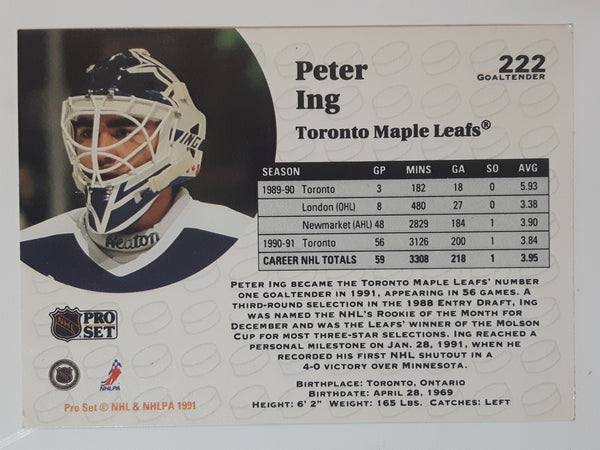 222
GOALTENDER
Peter
Ing
Toronto Maple Leafs®
ING
Heaton
SEASON GP MINS GA SO AVG
1989-90 Toronto 3 182 18 0 5.93
London (OHL) 8 480 27 0 3.38
Newmarket (AHL) 48 2829 184 1 3.90
1990-91 Toronto 56 3126 200 1 3.84
CAREER NHL TOTALS 59 3308 218 1 3.95
PETER ING BECAME THE TORONTO MAPLE LEAFS' NUMBER
ONE GOALTENDER IN 1991, APPEARING IN 56 GAMES. A
THIRD-ROUND SELECTION IN THE 1988 ENTRY DRAFT, ING
WAS NAMED THE NHL'S ROOKIE OF THE MONTH FOR
DECEMBER AND WAS THE LEAFS' WINNER OF THE MOLSON
CUP FOR MOST THREE-STAR SELECTIONS. ING REACHED A
PERSONAL MILESTONE ON JAN. 28, 1991, WHEN HE
RECORDED HIS FIRST NHL SHUTOUT IN A
4-0 VICTORY OVER MINNESOTA.
BIRTHPLACE: TORONTO, ONTARIO
BIRTHDATE: APRIL 28, 1969
HEIGHT: 6' 2" WEIGHT: 165 LBS. CATCHES: LEFT
NHL
PRO
SET
NHLPA
Pro Set © NHL & NHLPA 1991